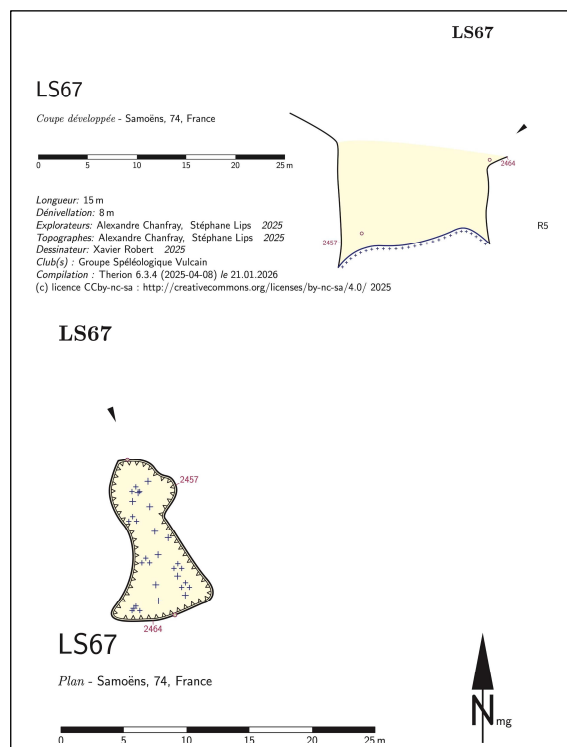 LS67
LS67
Coupe développée - Samoëns, 74, France
0 5 10 15 20 25 m
2464
R5
2457
Longueur: 15 m
Dénivellation: 8 m
Explorateurs: Alexandre Chanfray, Stéphane Lips 2025
Topographes: Alexandre Chanfray, Stéphane Lips 2025
Dessinateur: Xavier Robert 2025
Club(s) : Groupe Spéléologique Vulcain
Compilation : Therion 6.3.4 (2025-04-08) le 21.01.2026
(c) licence CCby-nc-sa : http://creativecommons.org/licenses/by-nc-sa/4.0/ 2025
LS67
2457
2464
LS67
Plan - Samoëns, 74, France
N mg
0 5 10 15 20 25 m